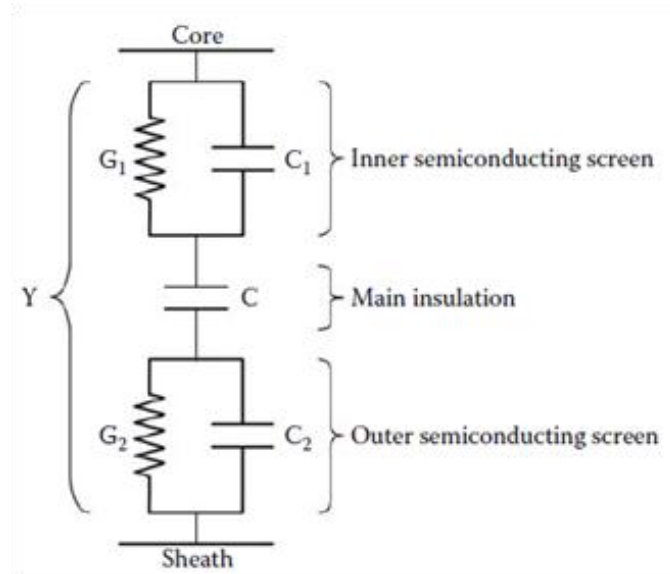 Core
G₁
C₁
Inner semiconducting screen
Y
C
Main insulation
G₂
C₂
Outer semiconducting screen
Sheath